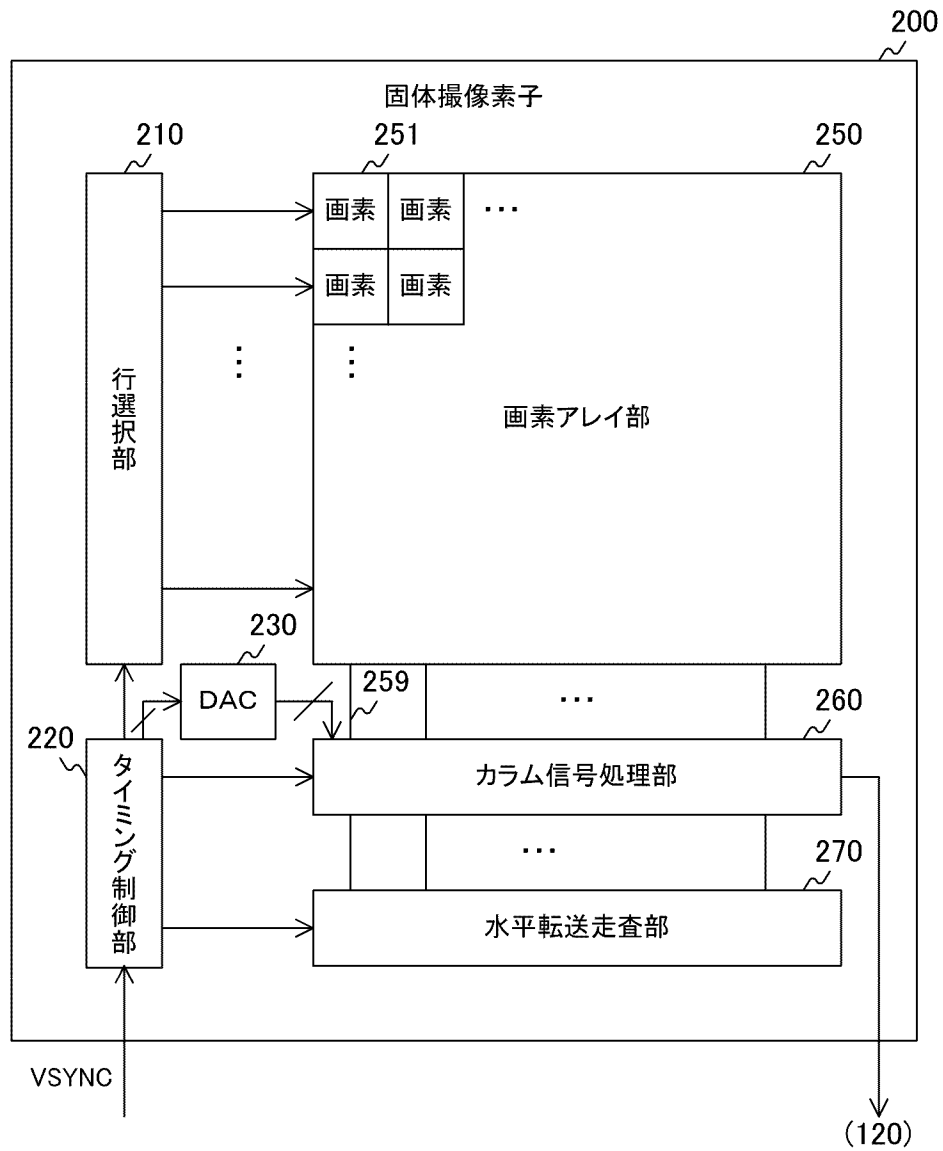 200
固体撮像素子
210
251
250
画素 画素 ・・・
画素 画素
行選択部
画素アレイ部
230
DAC
259
・・・
260
220
タイミング制御部
カラム信号処理部
・・・
270
水平転送走査部
VSYNC
(120)